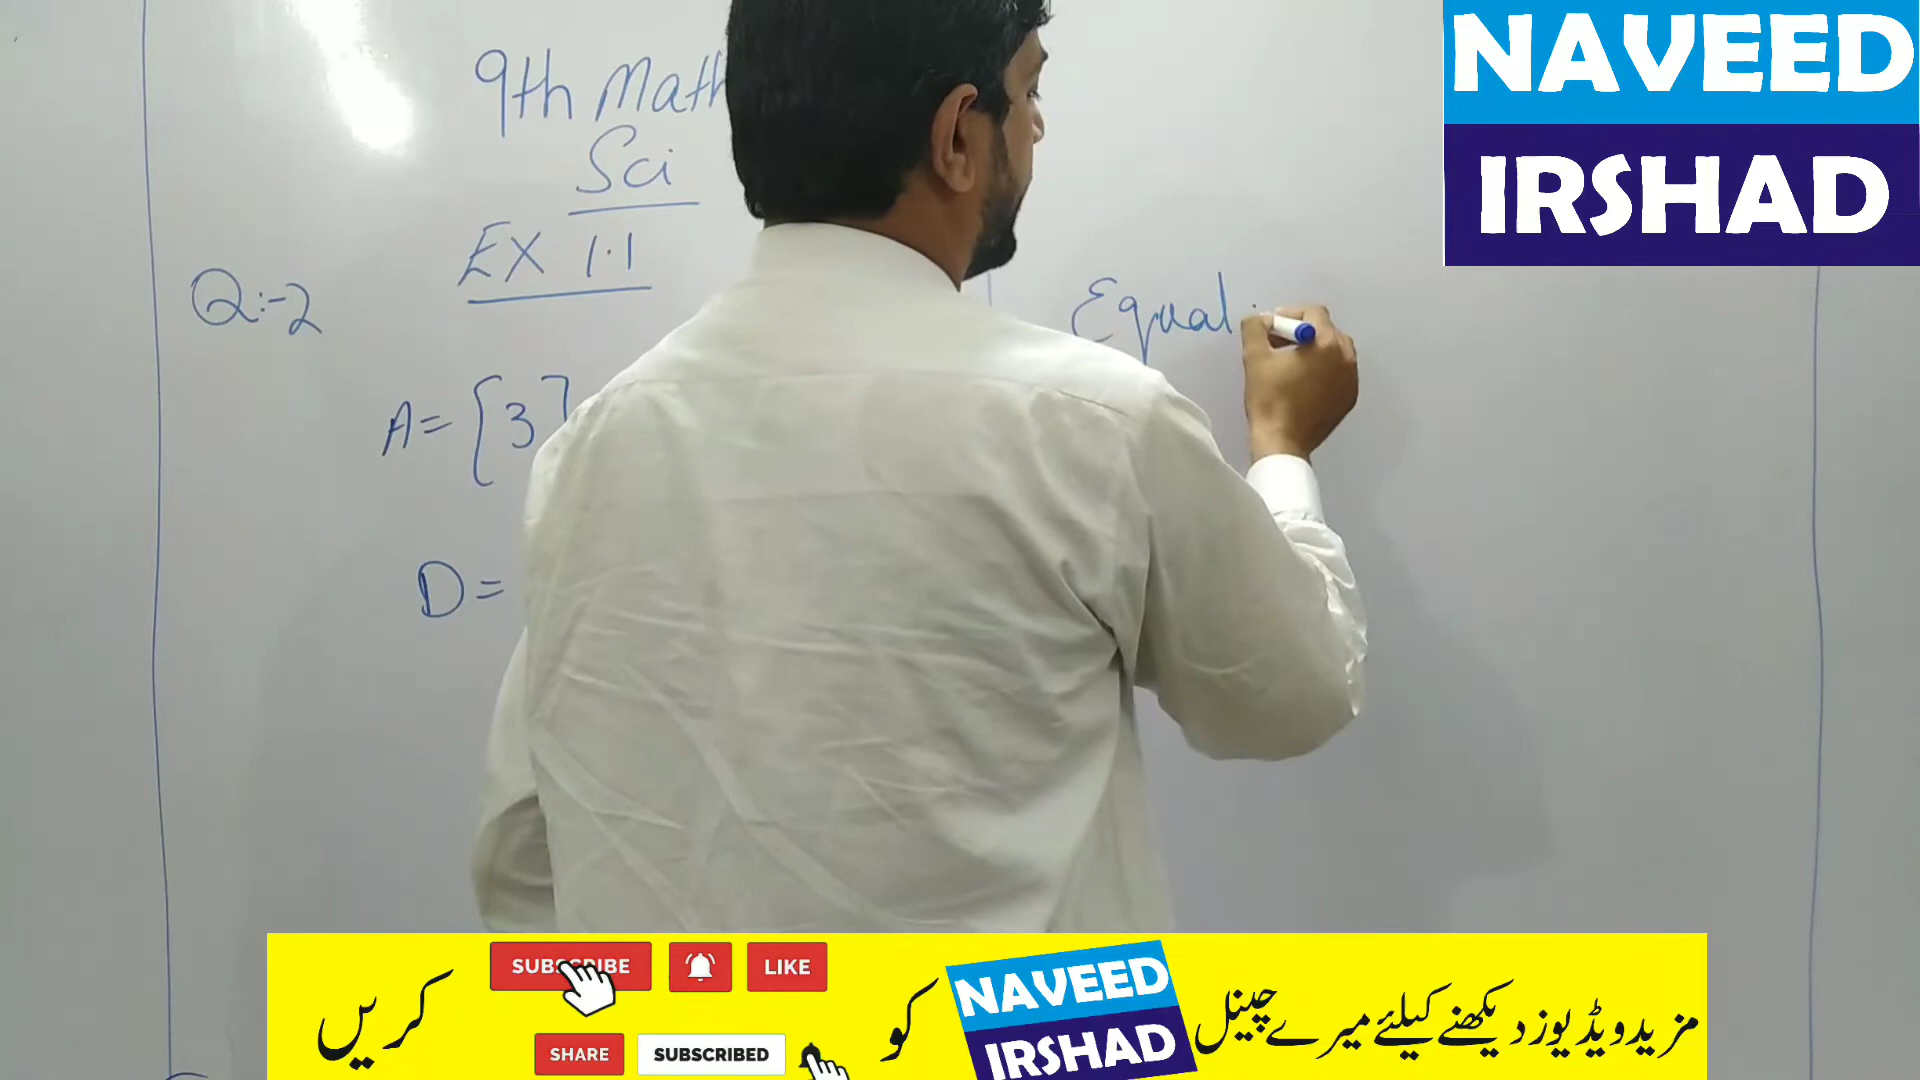 NAVEED
IRSHAD
9th Math
Sci
EX 1.1
Q:-2
Equal
A= [3]
D=
مزید ویڈیوز دیکھنے کیلئے میرے چینل NAVEED IRSHAD کو SUBSCRIBE LIKE کریں
SHARE SUBSCRIBED